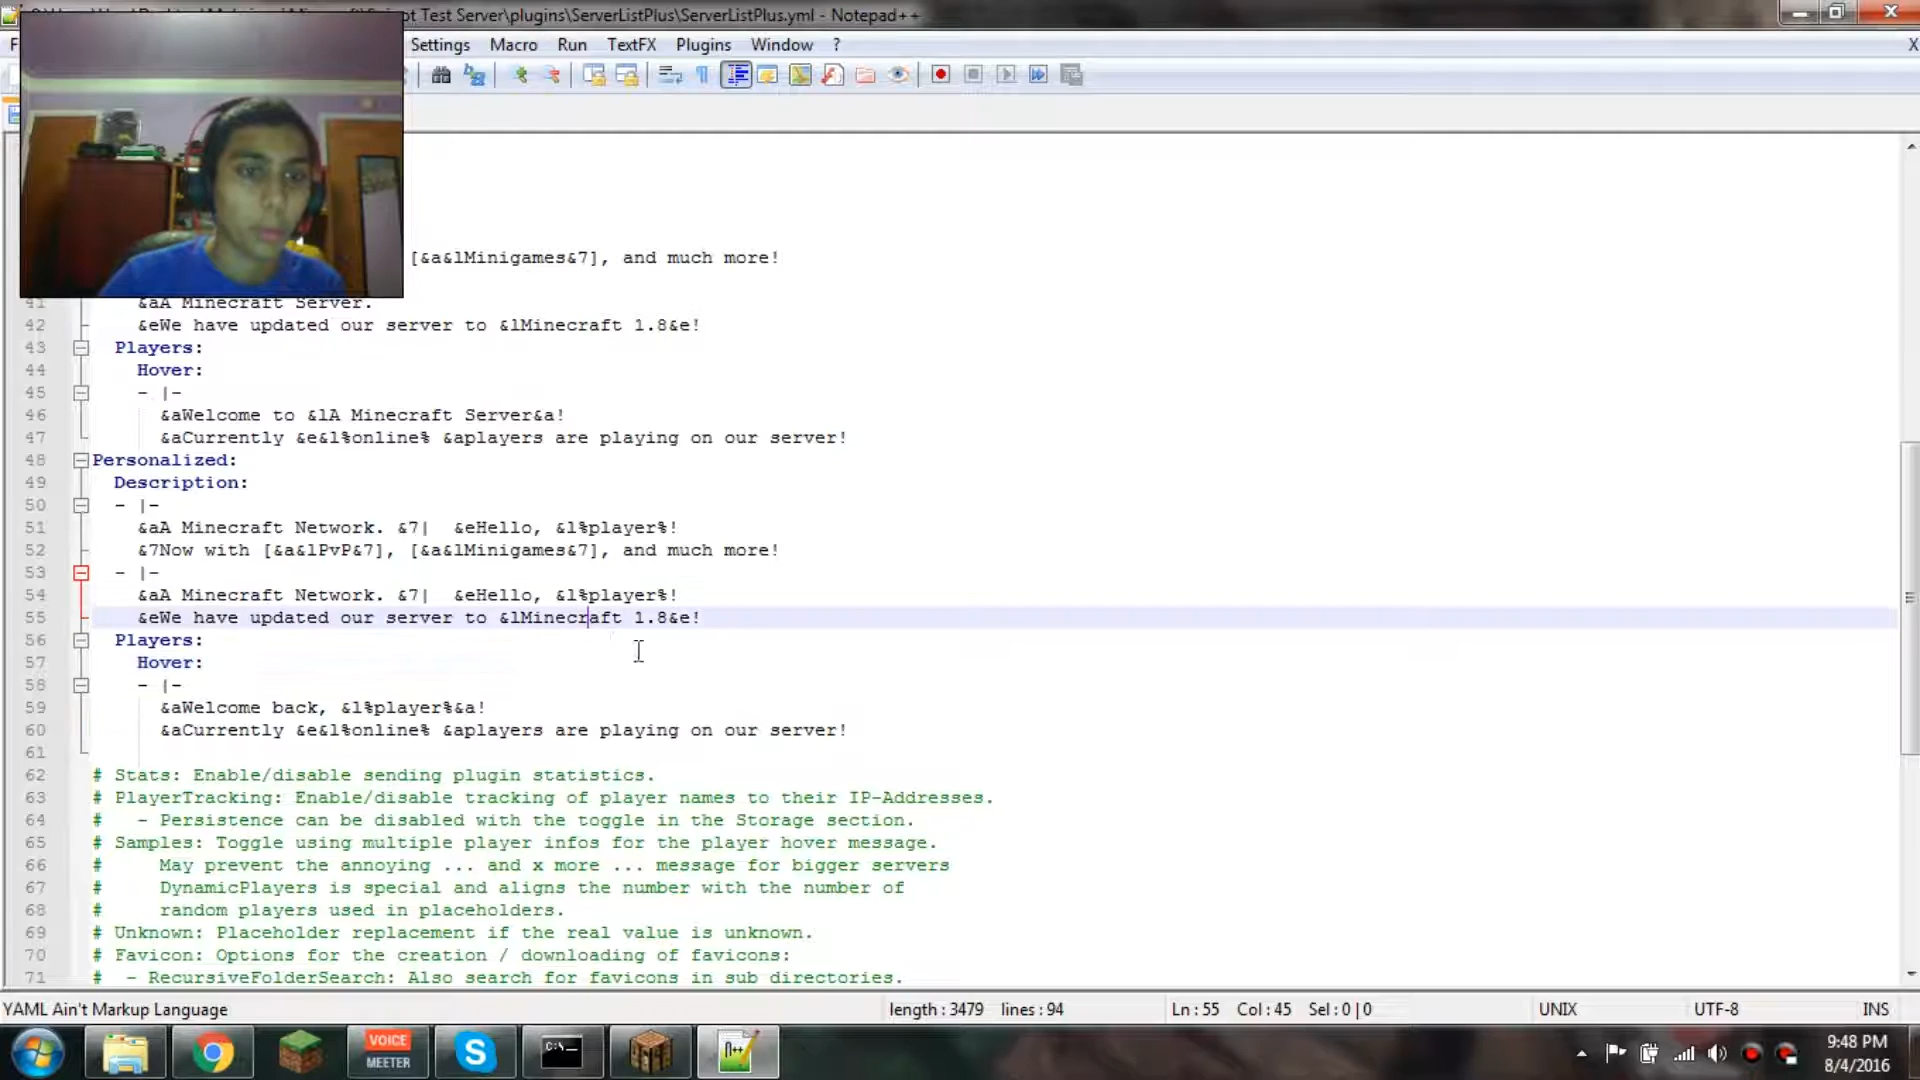 Test Server\plugins\ServerListPlus\ServerListPlus.yml - Notepad++
Settings Macro Run TextFX Plugins Window ? X
[&a&lMinigames&7], and much more!
41 &aA Minecraft Server.
42 &eWe have updated our server to &lMinecraft 1.8&e!
43 Players:
44 Hover:
45 - |-
46 &aWelcome to &lA Minecraft Server&a!
47 &aCurrently &e&l%online% &aplayers are playing on our server!
48 Personalized:
49 Description:
50 - |-
51 &aA Minecraft Network. &7| &eHello, &l%player%!
52 &7Now with [&a&lPvP&7], [&a&lMinigames&7], and much more!
53 - |-
54 &aA Minecraft Network. &7| &eHello, &l%player%!
55 &eWe have updated our server to &lMinecraft 1.8&e!
56 Players:
57 Hover:
58 - |-
59 &aWelcome back, &l%player%&a!
60 &aCurrently &e&l%online% &aplayers are playing on our server!
61
62 # Stats: Enable/disable sending plugin statistics.
63 # PlayerTracking: Enable/disable tracking of player names to their IP-Addresses.
64 # - Persistence can be disabled with the toggle in the Storage section.
65 # Samples: Toggle using multiple player infos for the player hover message.
66 # May prevent the annoying ... and x more ... message for bigger servers
67 # DynamicPlayers is special and aligns the number with the number of
68 # random players used in placeholders.
69 # Unknown: Placeholder replacement if the real value is unknown.
70 # Favicon: Options for the creation / downloading of favicons:
71 # - RecursiveFolderSearch: Also search for favicons in sub directories.
YAML Ain't Markup Language length : 3479 lines : 94 Ln : 55 Col : 45 Sel : 0 | 0 UNIX UTF-8 INS
VOICE
MEETER
C:\_
9:48 PM
8/4/2016